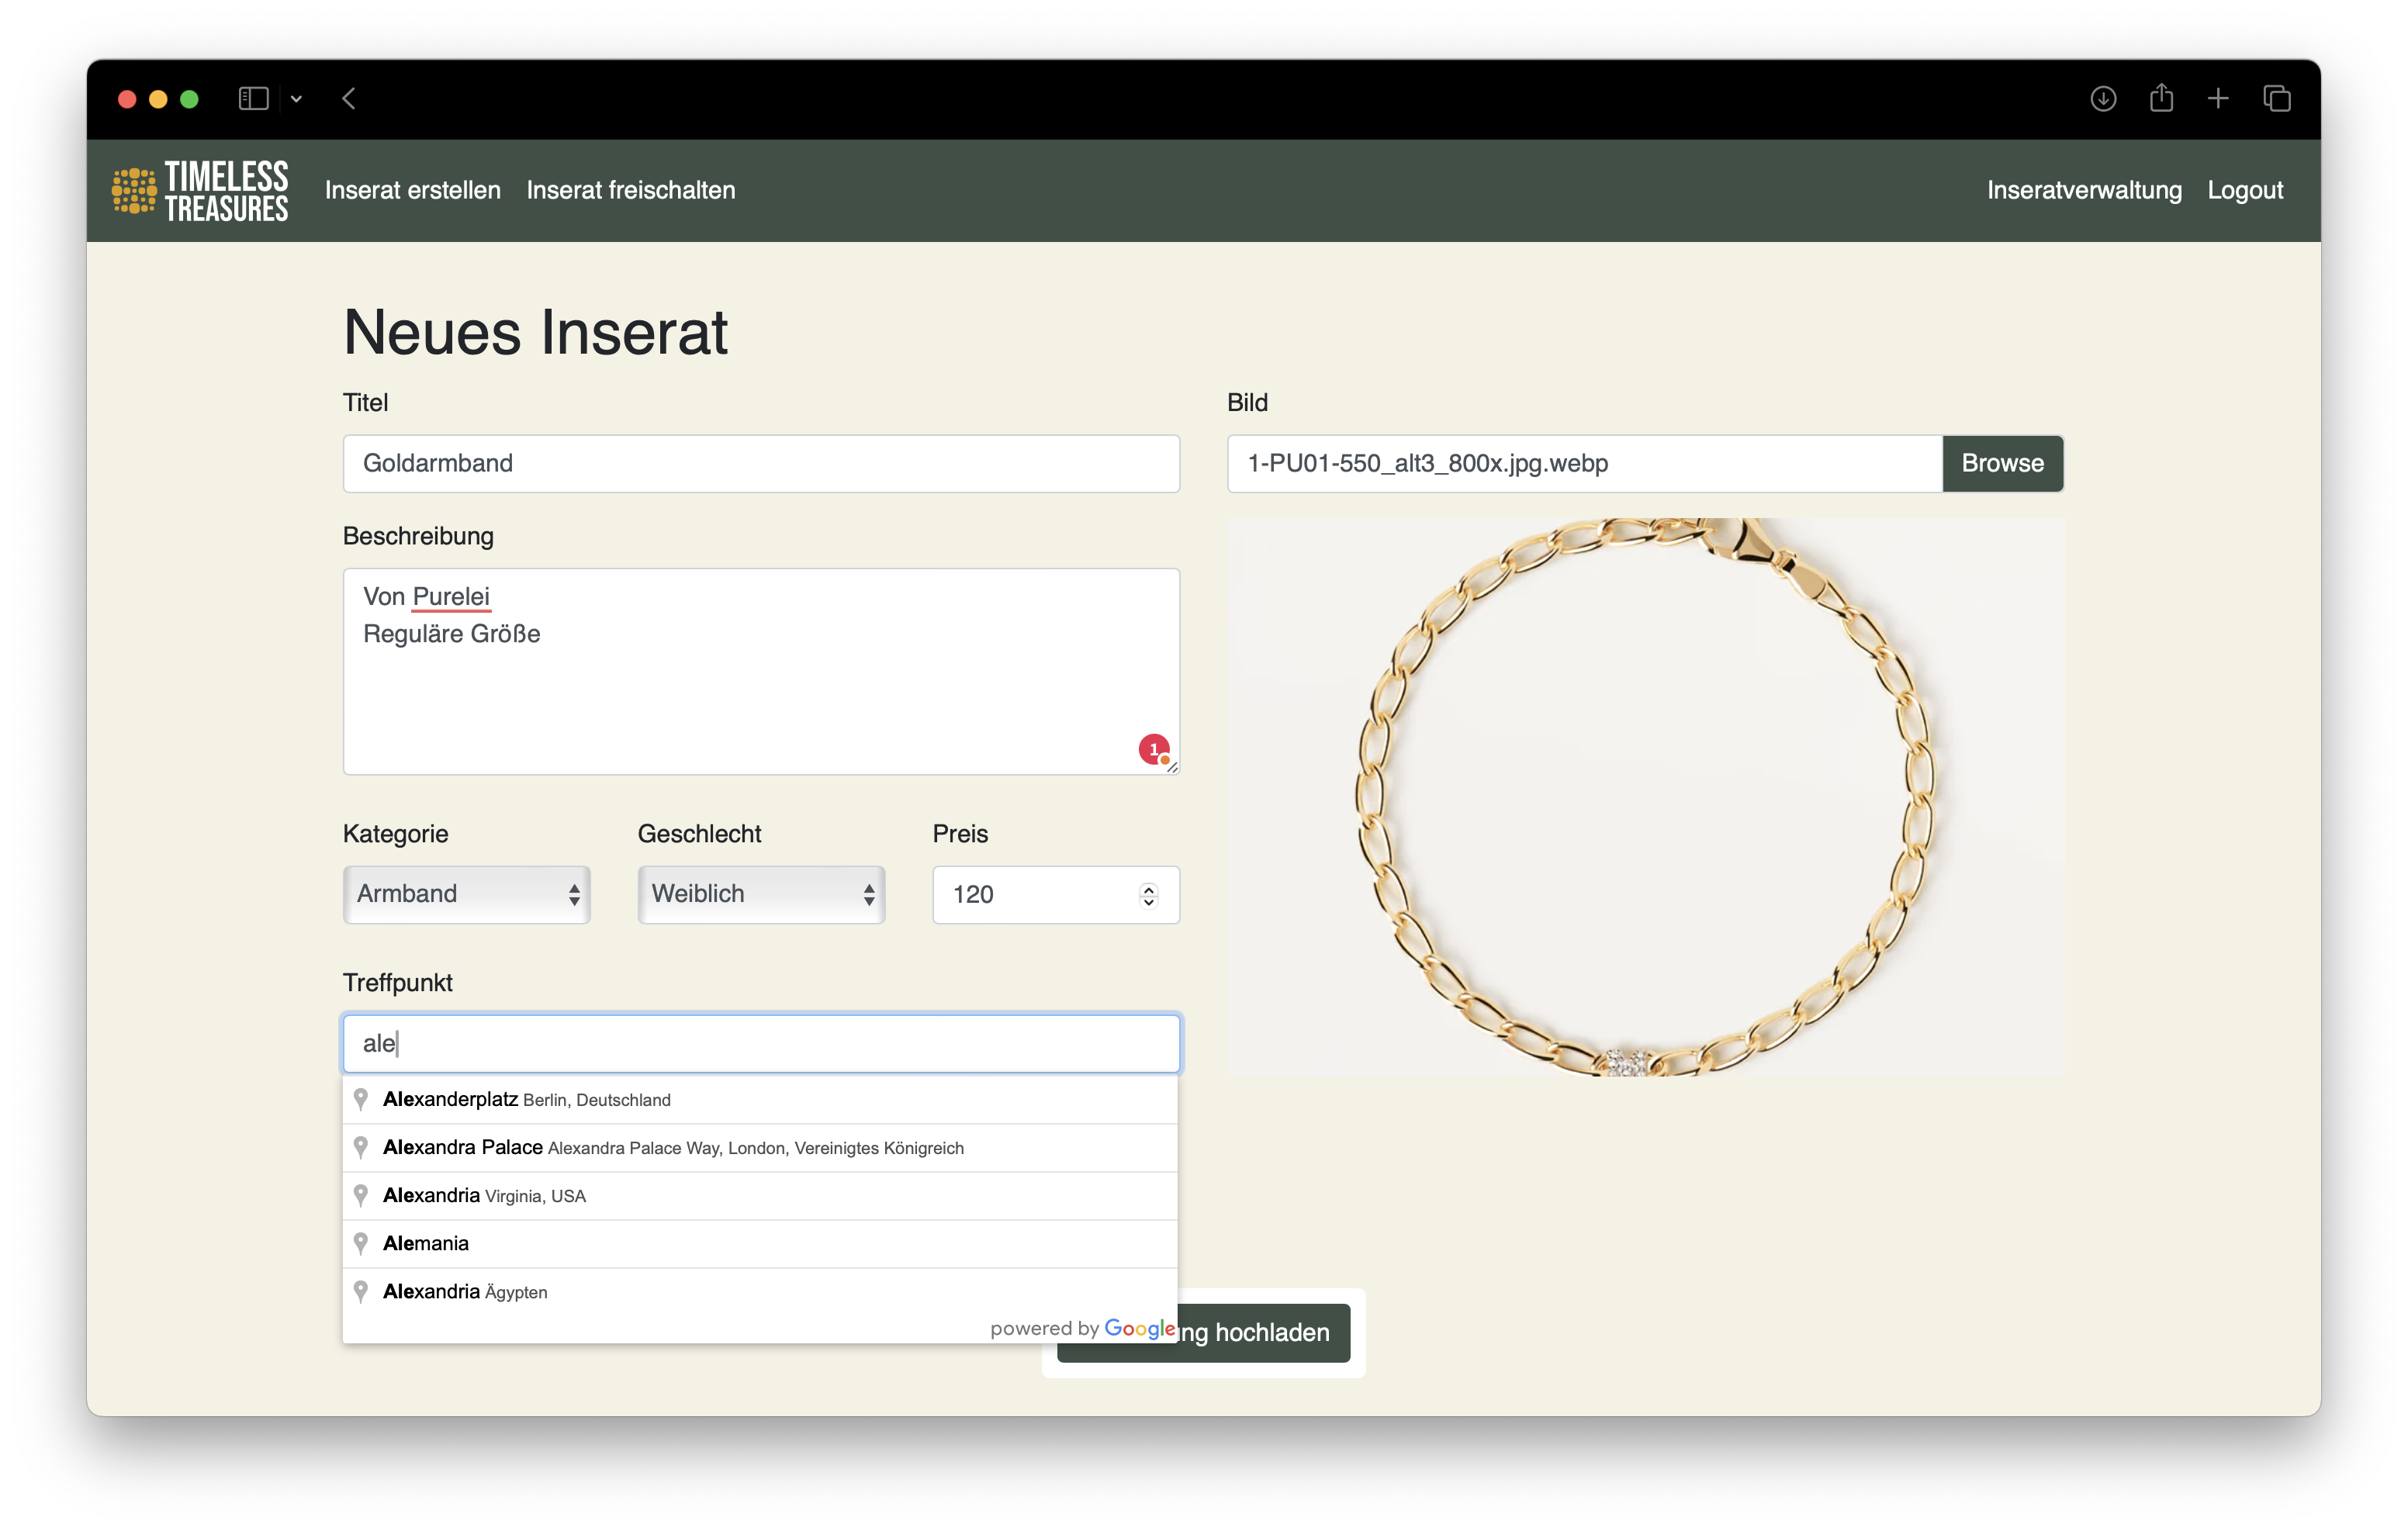 TIMELESS
TREASURES
Inserat erstellen
Inserat freischalten
Inseratverwaltung
Logout
Neues Inserat
Titel
Goldarmband
Beschreibung
Von Purelei
Reguläre Größe
1
Kategorie
Geschlecht
Preis
Armband
Weiblich
120
Treffpunkt
ale
Alexanderplatz Berlin, Deutschland
Alexandra Palace Alexandra Palace Way, London, Vereinigtes Königreich
Alexandria Virginia, USA
Alemania
Alexandria Ägypten
powered by Google
Bild
1-PU01-550_alt3_800x.jpg.webp
Browse
hochladen